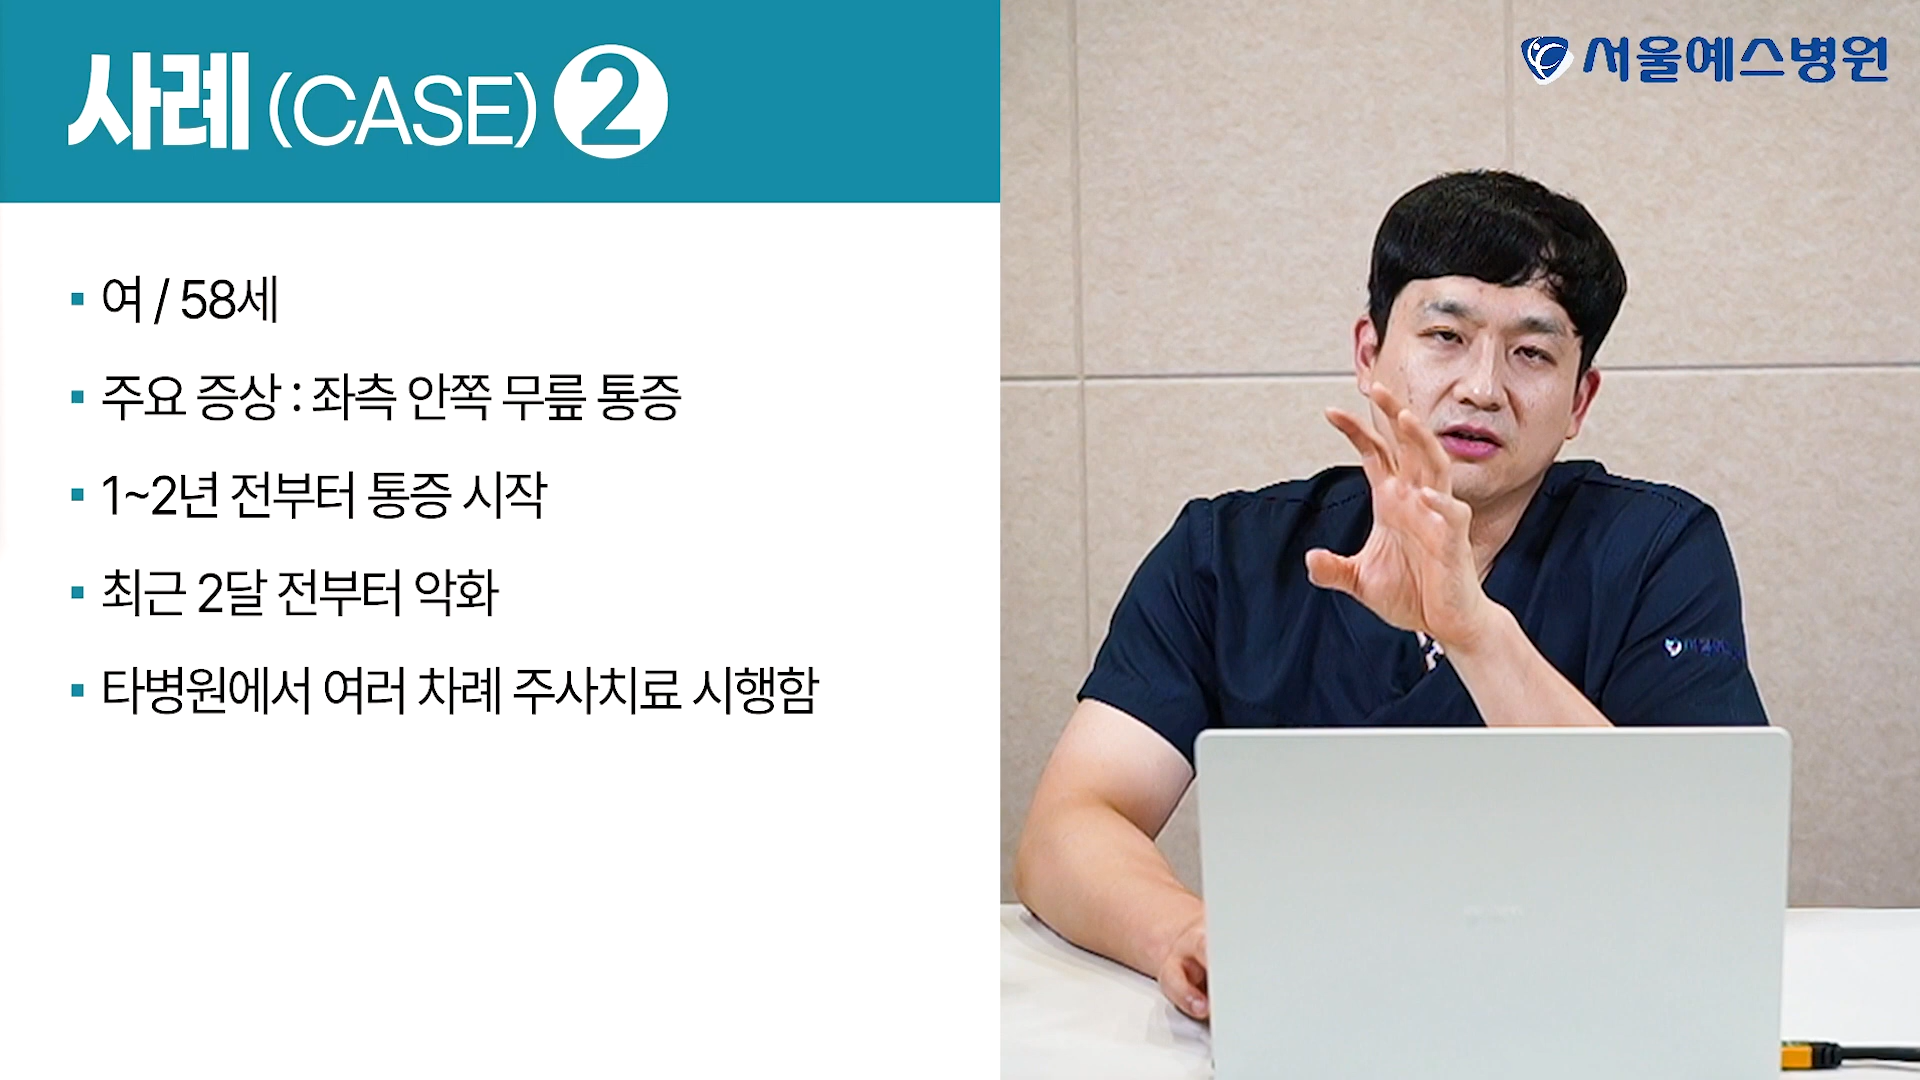 사례 (CASE) ❷
서울예스병원
▪ 여 / 58세
▪ 주요 증상 : 좌측 안쪽 무릎 통증
▪ 1~2년 전부터 통증 시작
▪ 최근 2달 전부터 악화
▪ 타병원에서 여러 차례 주사치료 시행함